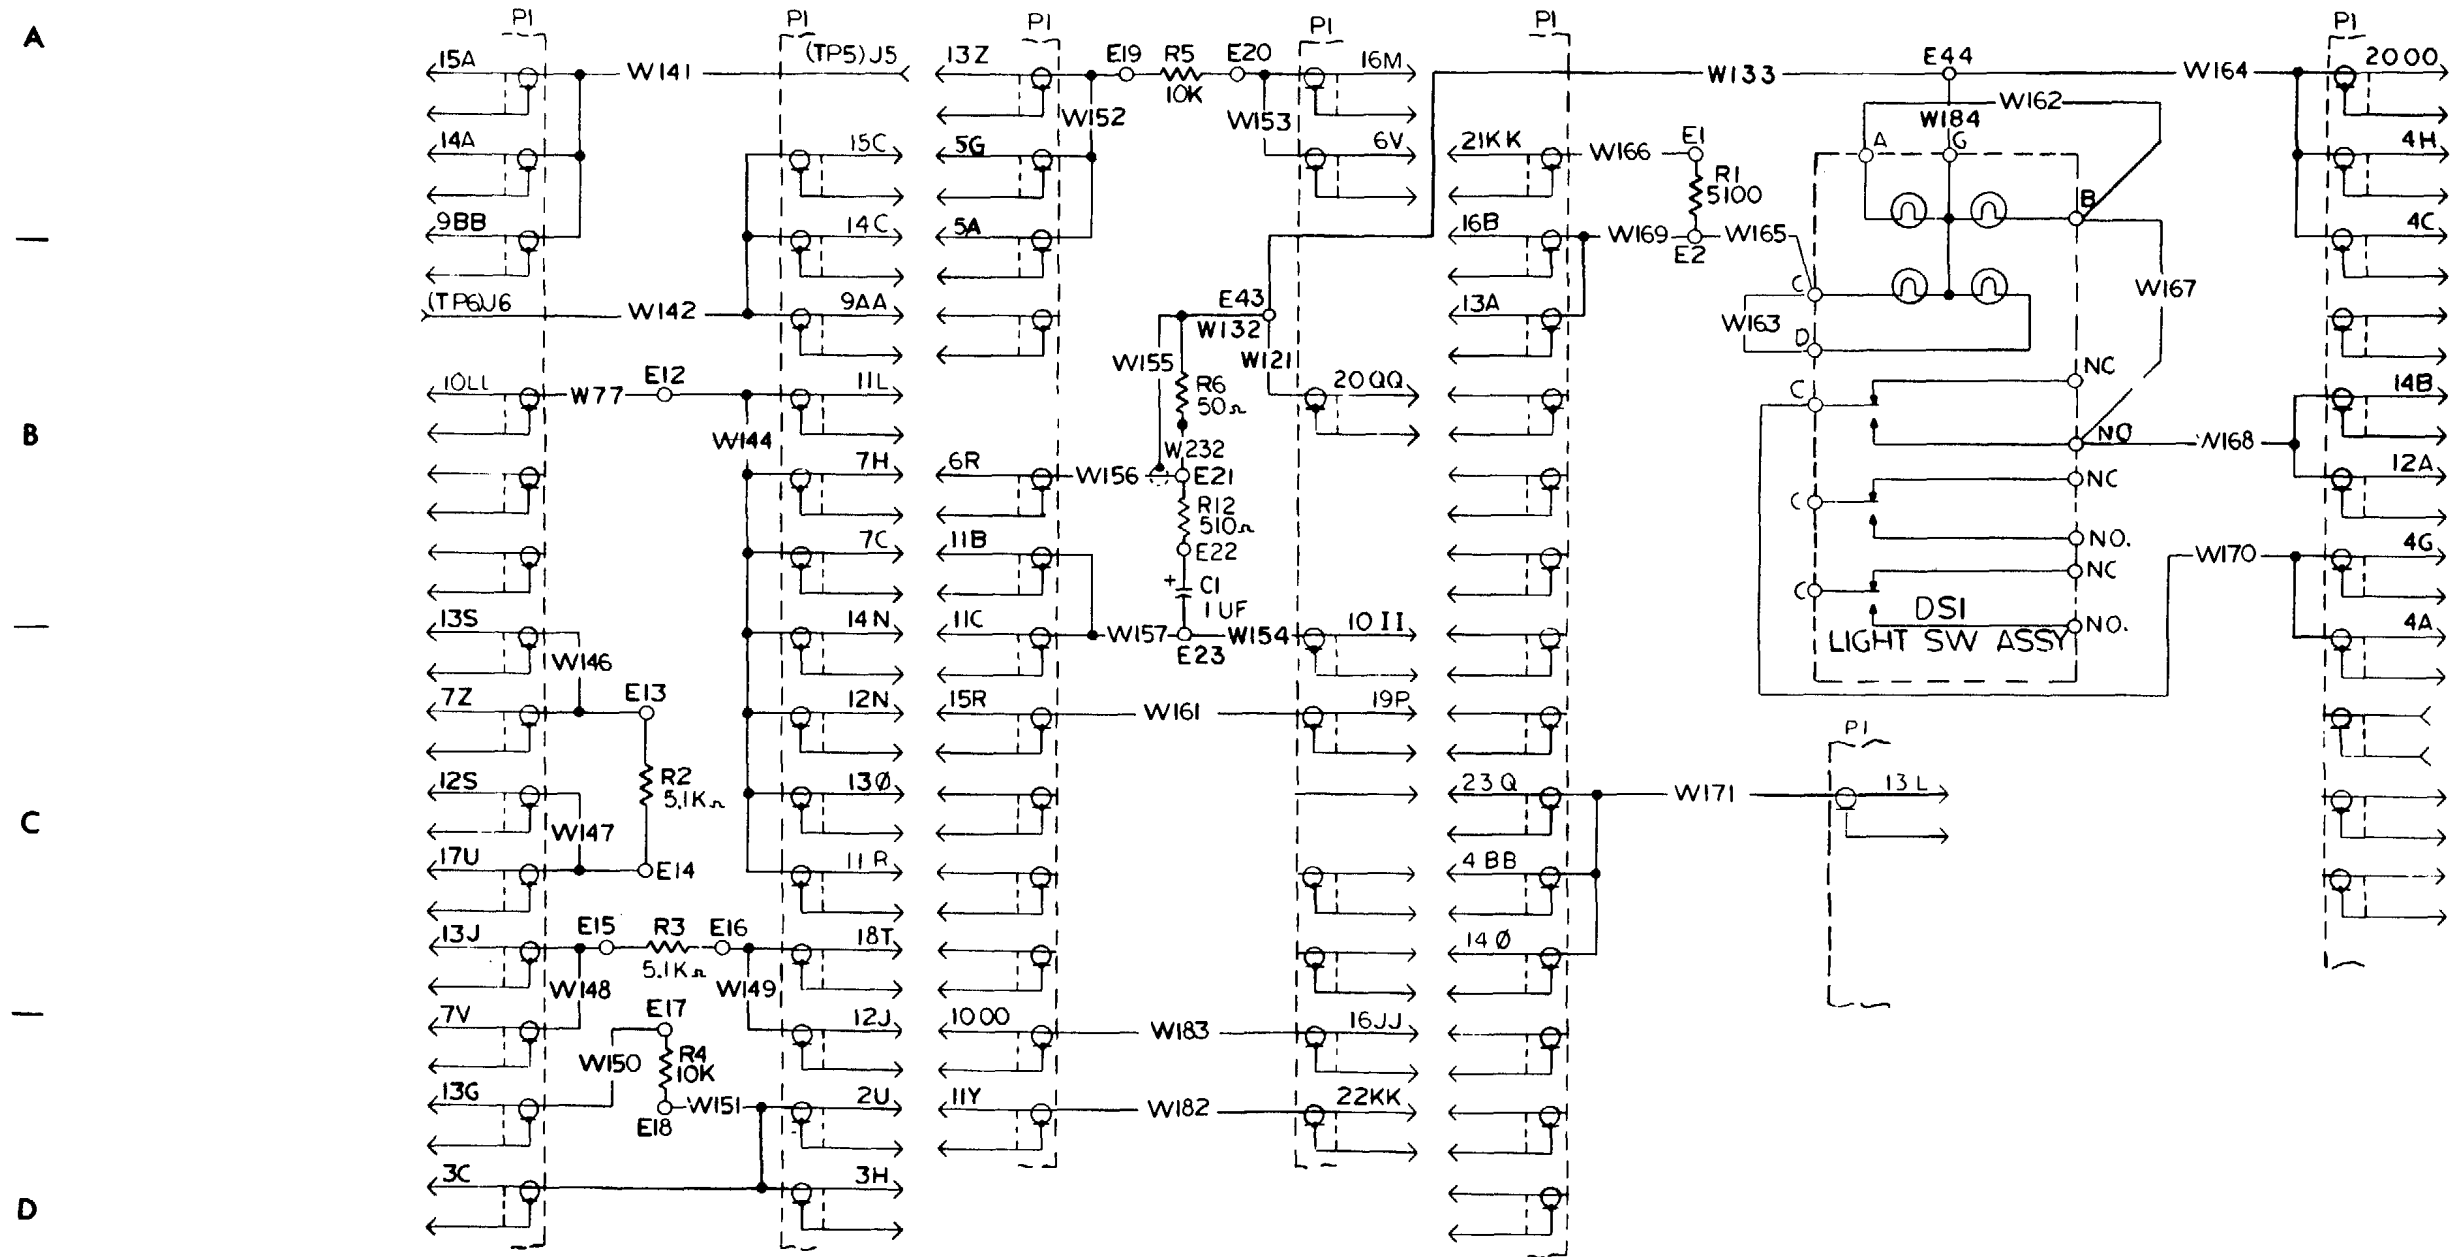 A
P1 P1 P1 P1 P1 P1
15A W141 (TP5)J5 13Z E19 R5 E20 16M W133 E44 W164 2000
10K
W162
W152 W153 W184
14A 15C 5G 6V 21KK W166 E1 A G 4H
R1
5100
B
9BB 14C 5A 16B W169 E2 W165 4C
(TP6)J6 W142 9AA E43 13A C W167
W132
W163
W155 W121 D
NC
10LL W77 E12 11L R6 20QQ C 14B
50Ω
B W144 NO W168
W232
7H 6R W156 E21 NC 12A
R12 C
510Ω
7C 11B E22 NO. W170 4G
+ C1 NC
1UF C
DS1
13S 14N 11C W157 W154 10II NO. 4A
E23 LIGHT SW ASSY
W146
7Z E13 12N 15R W161 19P
P1
12S R2 13Ø 23Q W171 13L
5.1KΩ
C W147
17U E14 11R 4BB
13J E15 R3 E16 18T 14Ø
5.1KΩ
W148 W149
7V E17 12J 1000 W183 16JJ
W150 R4
10K
13G W151 2U 11Y W182 22KK
E18
3C 3H
D